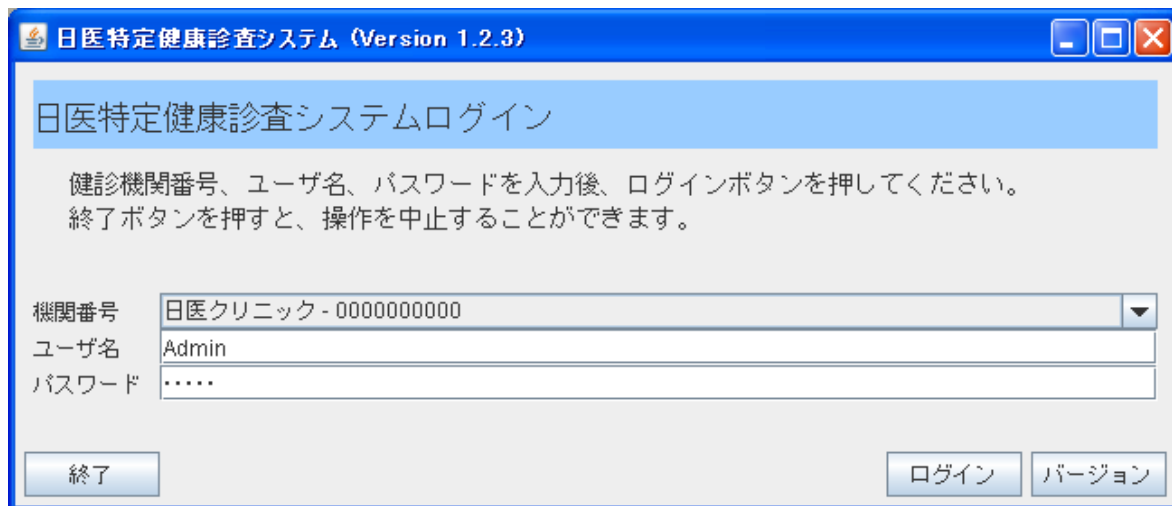 日医特定健康診査システム (Version 1.2.3)
日医特定健康診査システムログイン
健診機関番号、ユーザ名、パスワードを入力後、ログインボタンを押してください。
終了ボタンを押すと、操作を中止することができます。
機関番号 日医クリニック - 0000000000
ユーザ名 Admin
パスワード •••••
終了 ログイン バージョン